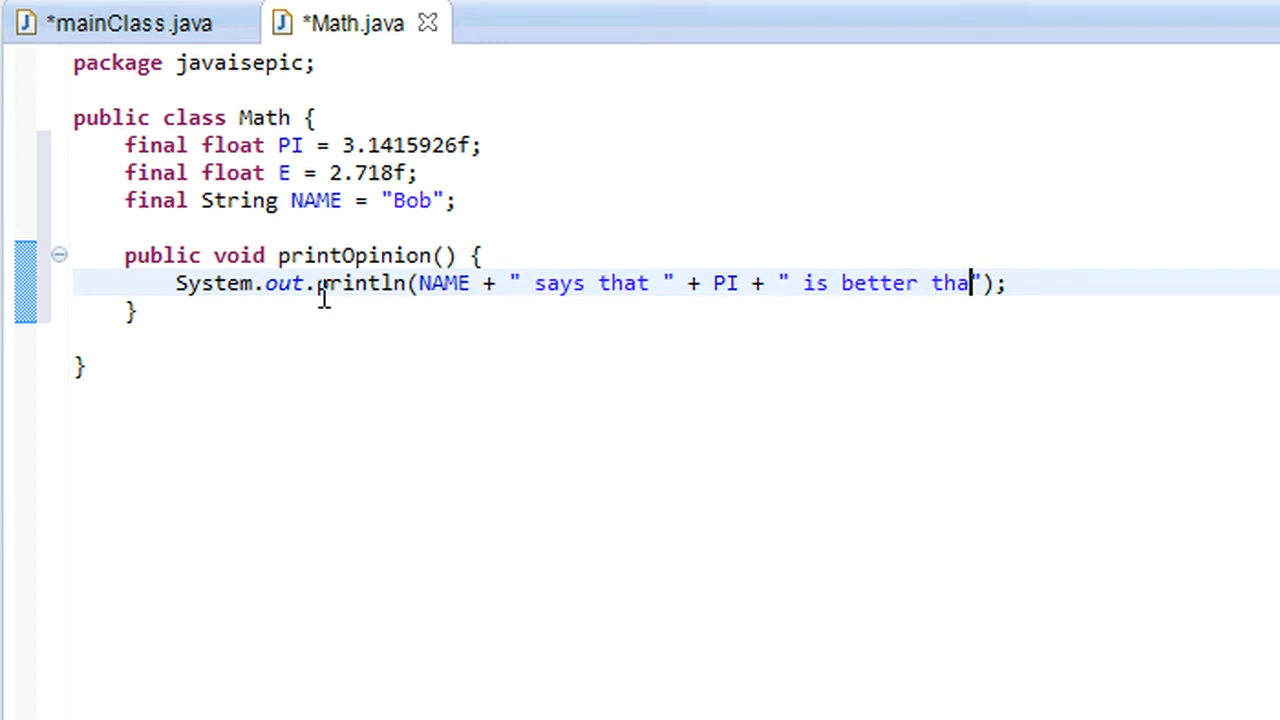 *mainClass.java *Math.java
package javaisepic;
public class Math {
final float PI = 3.1415926f;
final float E = 2.718f;
final String NAME = "Bob";
public void printOpinion() {
System.out.println(NAME + " says that " + PI + " is better tha");
}
}